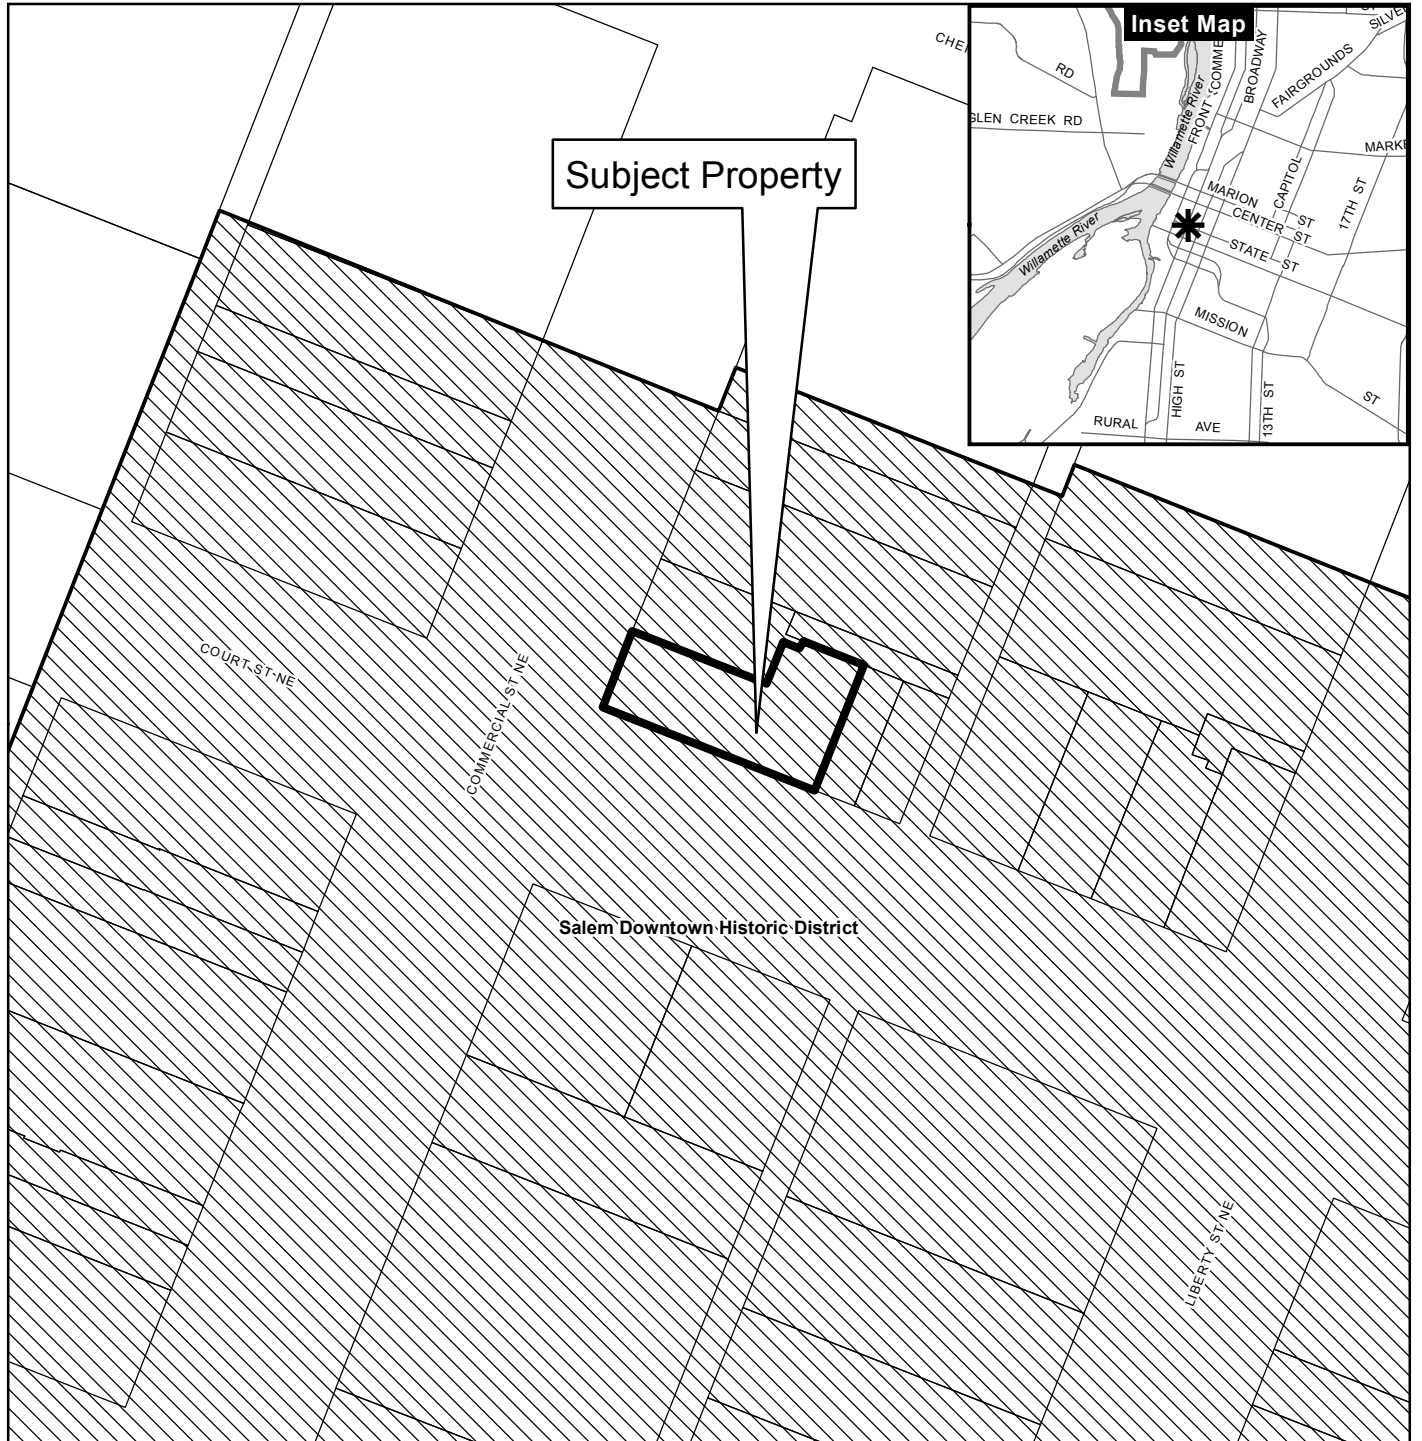 Inset Map
SILVE
RD
COMME
BROADWAY
FAIRGROUNDS
GLEN CREEK RD
Willamette River
FRONT
MARKE
CAPITOL
17TH ST
MARION ST
CENTER ST
STATE ST
Willamette River
MISSION ST
HIGH ST
13TH ST
RURAL AVE
CHE
Subject Property
COURT ST NE
COMMERCIAL ST NE
Salem Downtown Historic District
LIBERTY ST NE